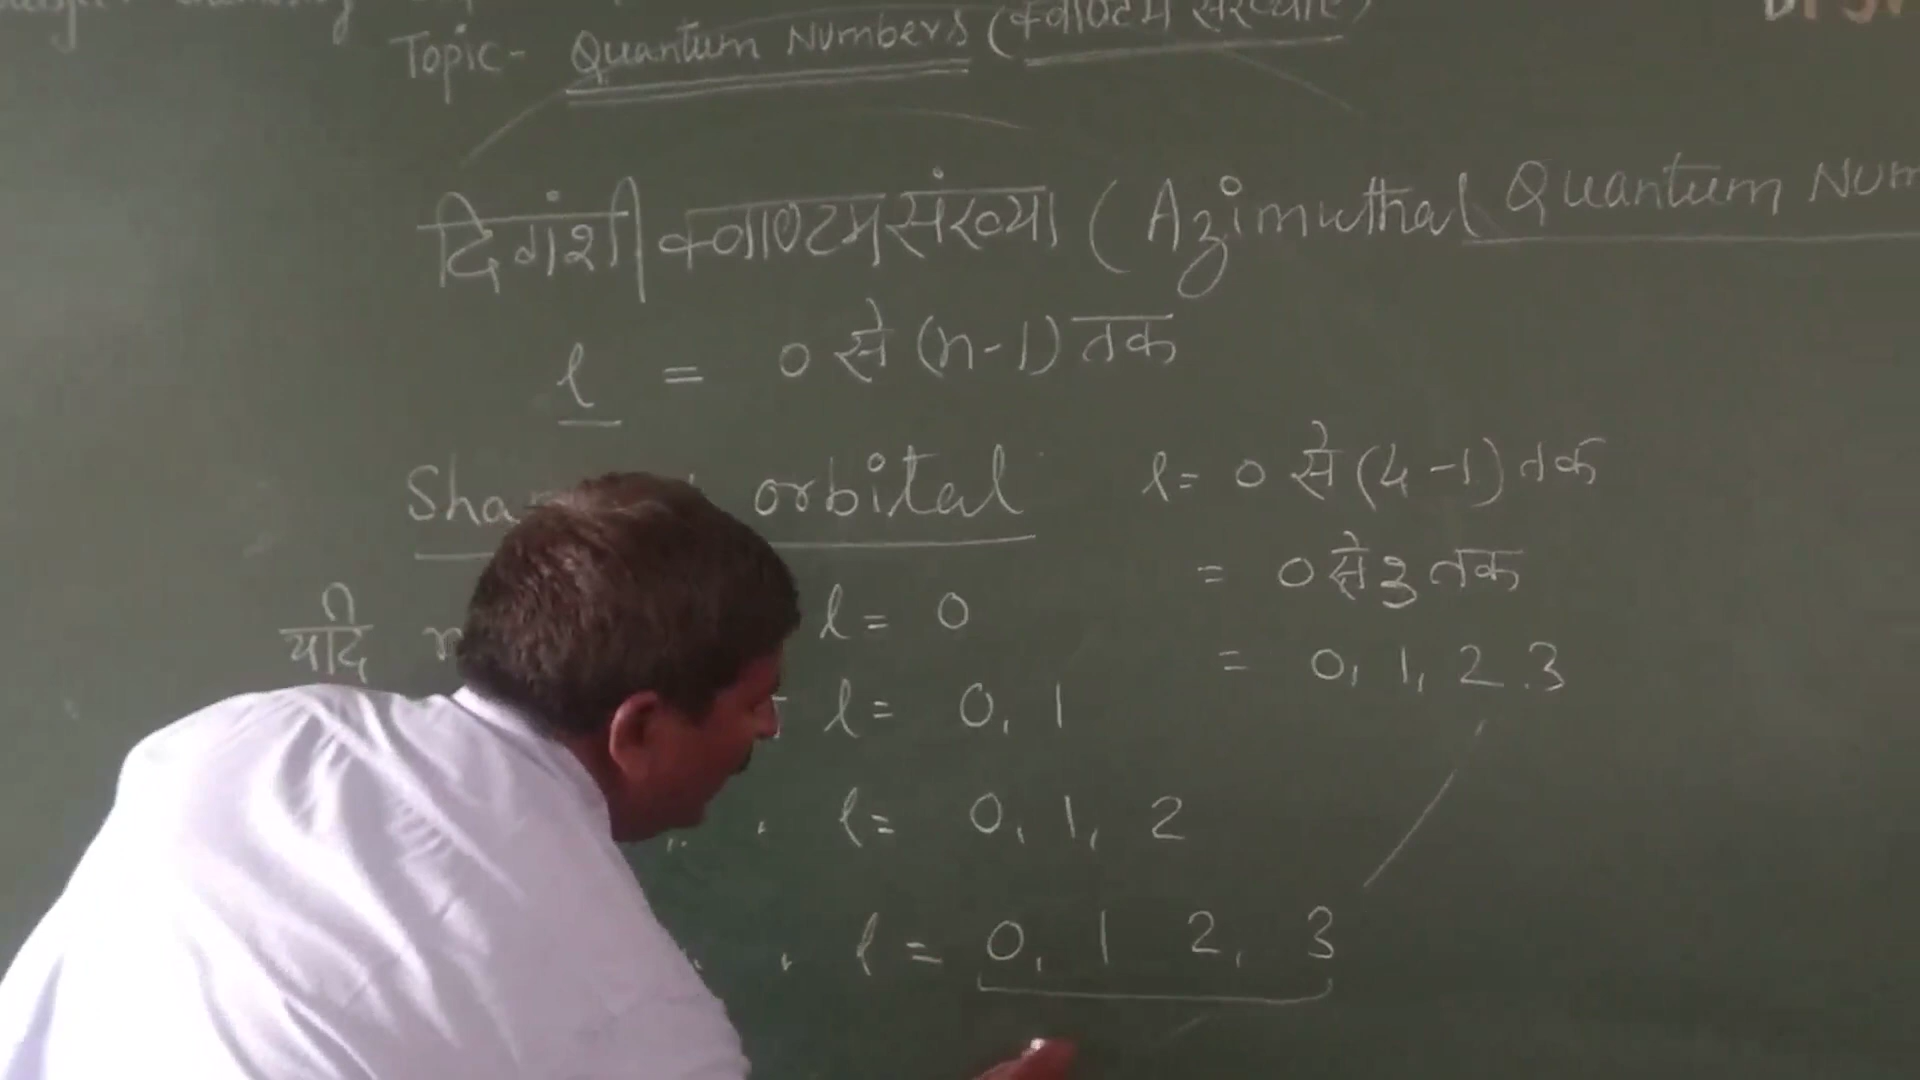 Topic- Quantum Numbers (क्वाण्टम संख्याएं)
दिगंशी क्वाण्टम संख्या (Azimuthal Quantum Num
l = 0 से (n-1) तक
orbital
l= 0 से (4-1) तक
= 0 से 3 तक
= 0, 1, 2.3
यदि
l= 0
l= 0, 1
l= 0, 1, 2
l= 0, 1 2, 3